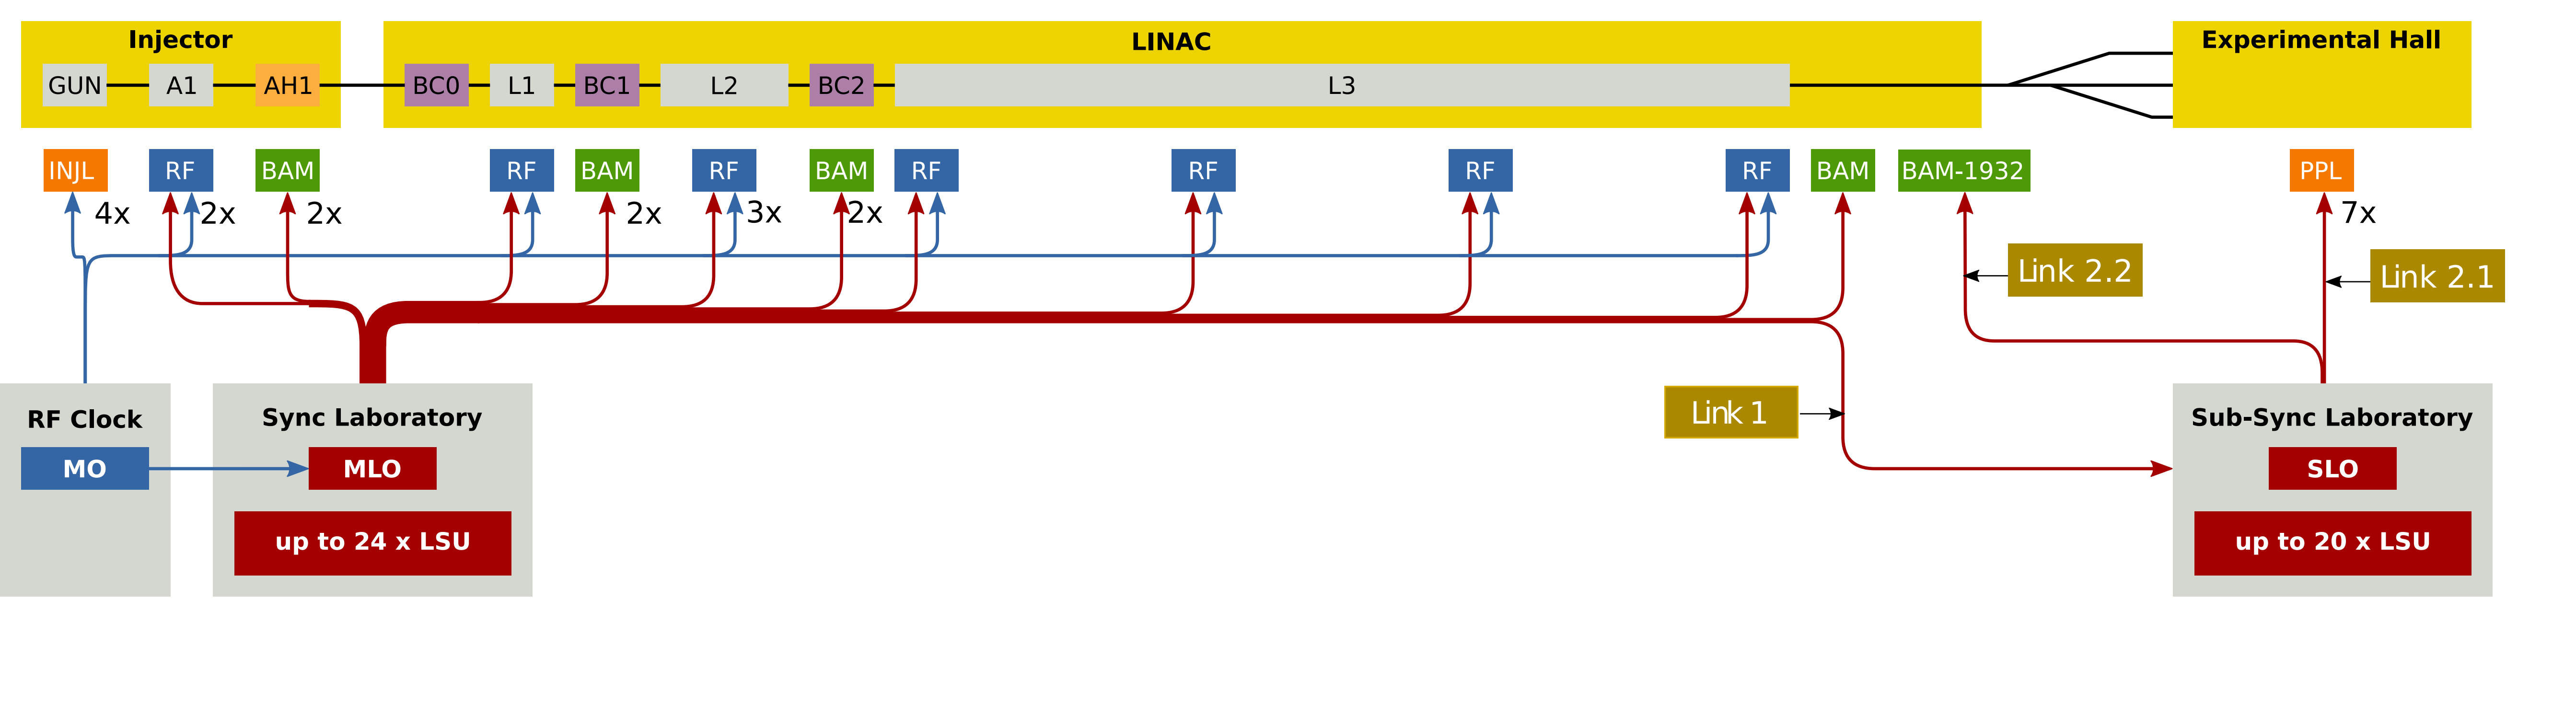 Injector
LINAC
Experimental Hall
GUN
A1
AH1
BC0
L1
BC1
L2
BC2
L3
INJL
RF
BAM
RF
BAM
RF
BAM
RF
RF
RF
RF
BAM
BAM-1932
PPL
4x
2x
2x
2x
3x
2x
7x
Link 2.2
Link 2.1
Link 1
RF Clock
MO
Sync Laboratory
MLO
up to 24 x LSU
Sub-Sync Laboratory
SLO
up to 20 x LSU